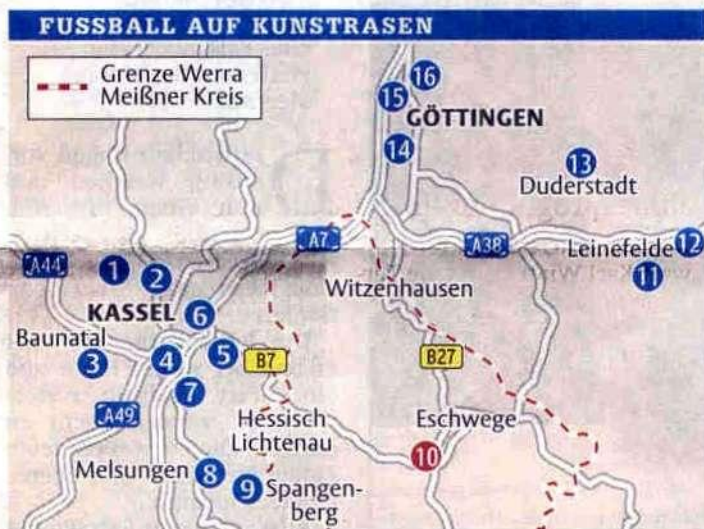 FUSSBALL AUF KUNSTRASEN
Grenze Werra
Meißner Kreis
16
15
GÖTTINGEN
14
13
Duderstadt
A7
A38
Leinefelde
12
11
A44
1
2
Witzenhausen
KASSEL
6
Baunatal
3
4
5
B7
B27
7
A49
Hessisch
Lichtenau
Eschwege
10
Melsungen
8
9
Spangen-
berg